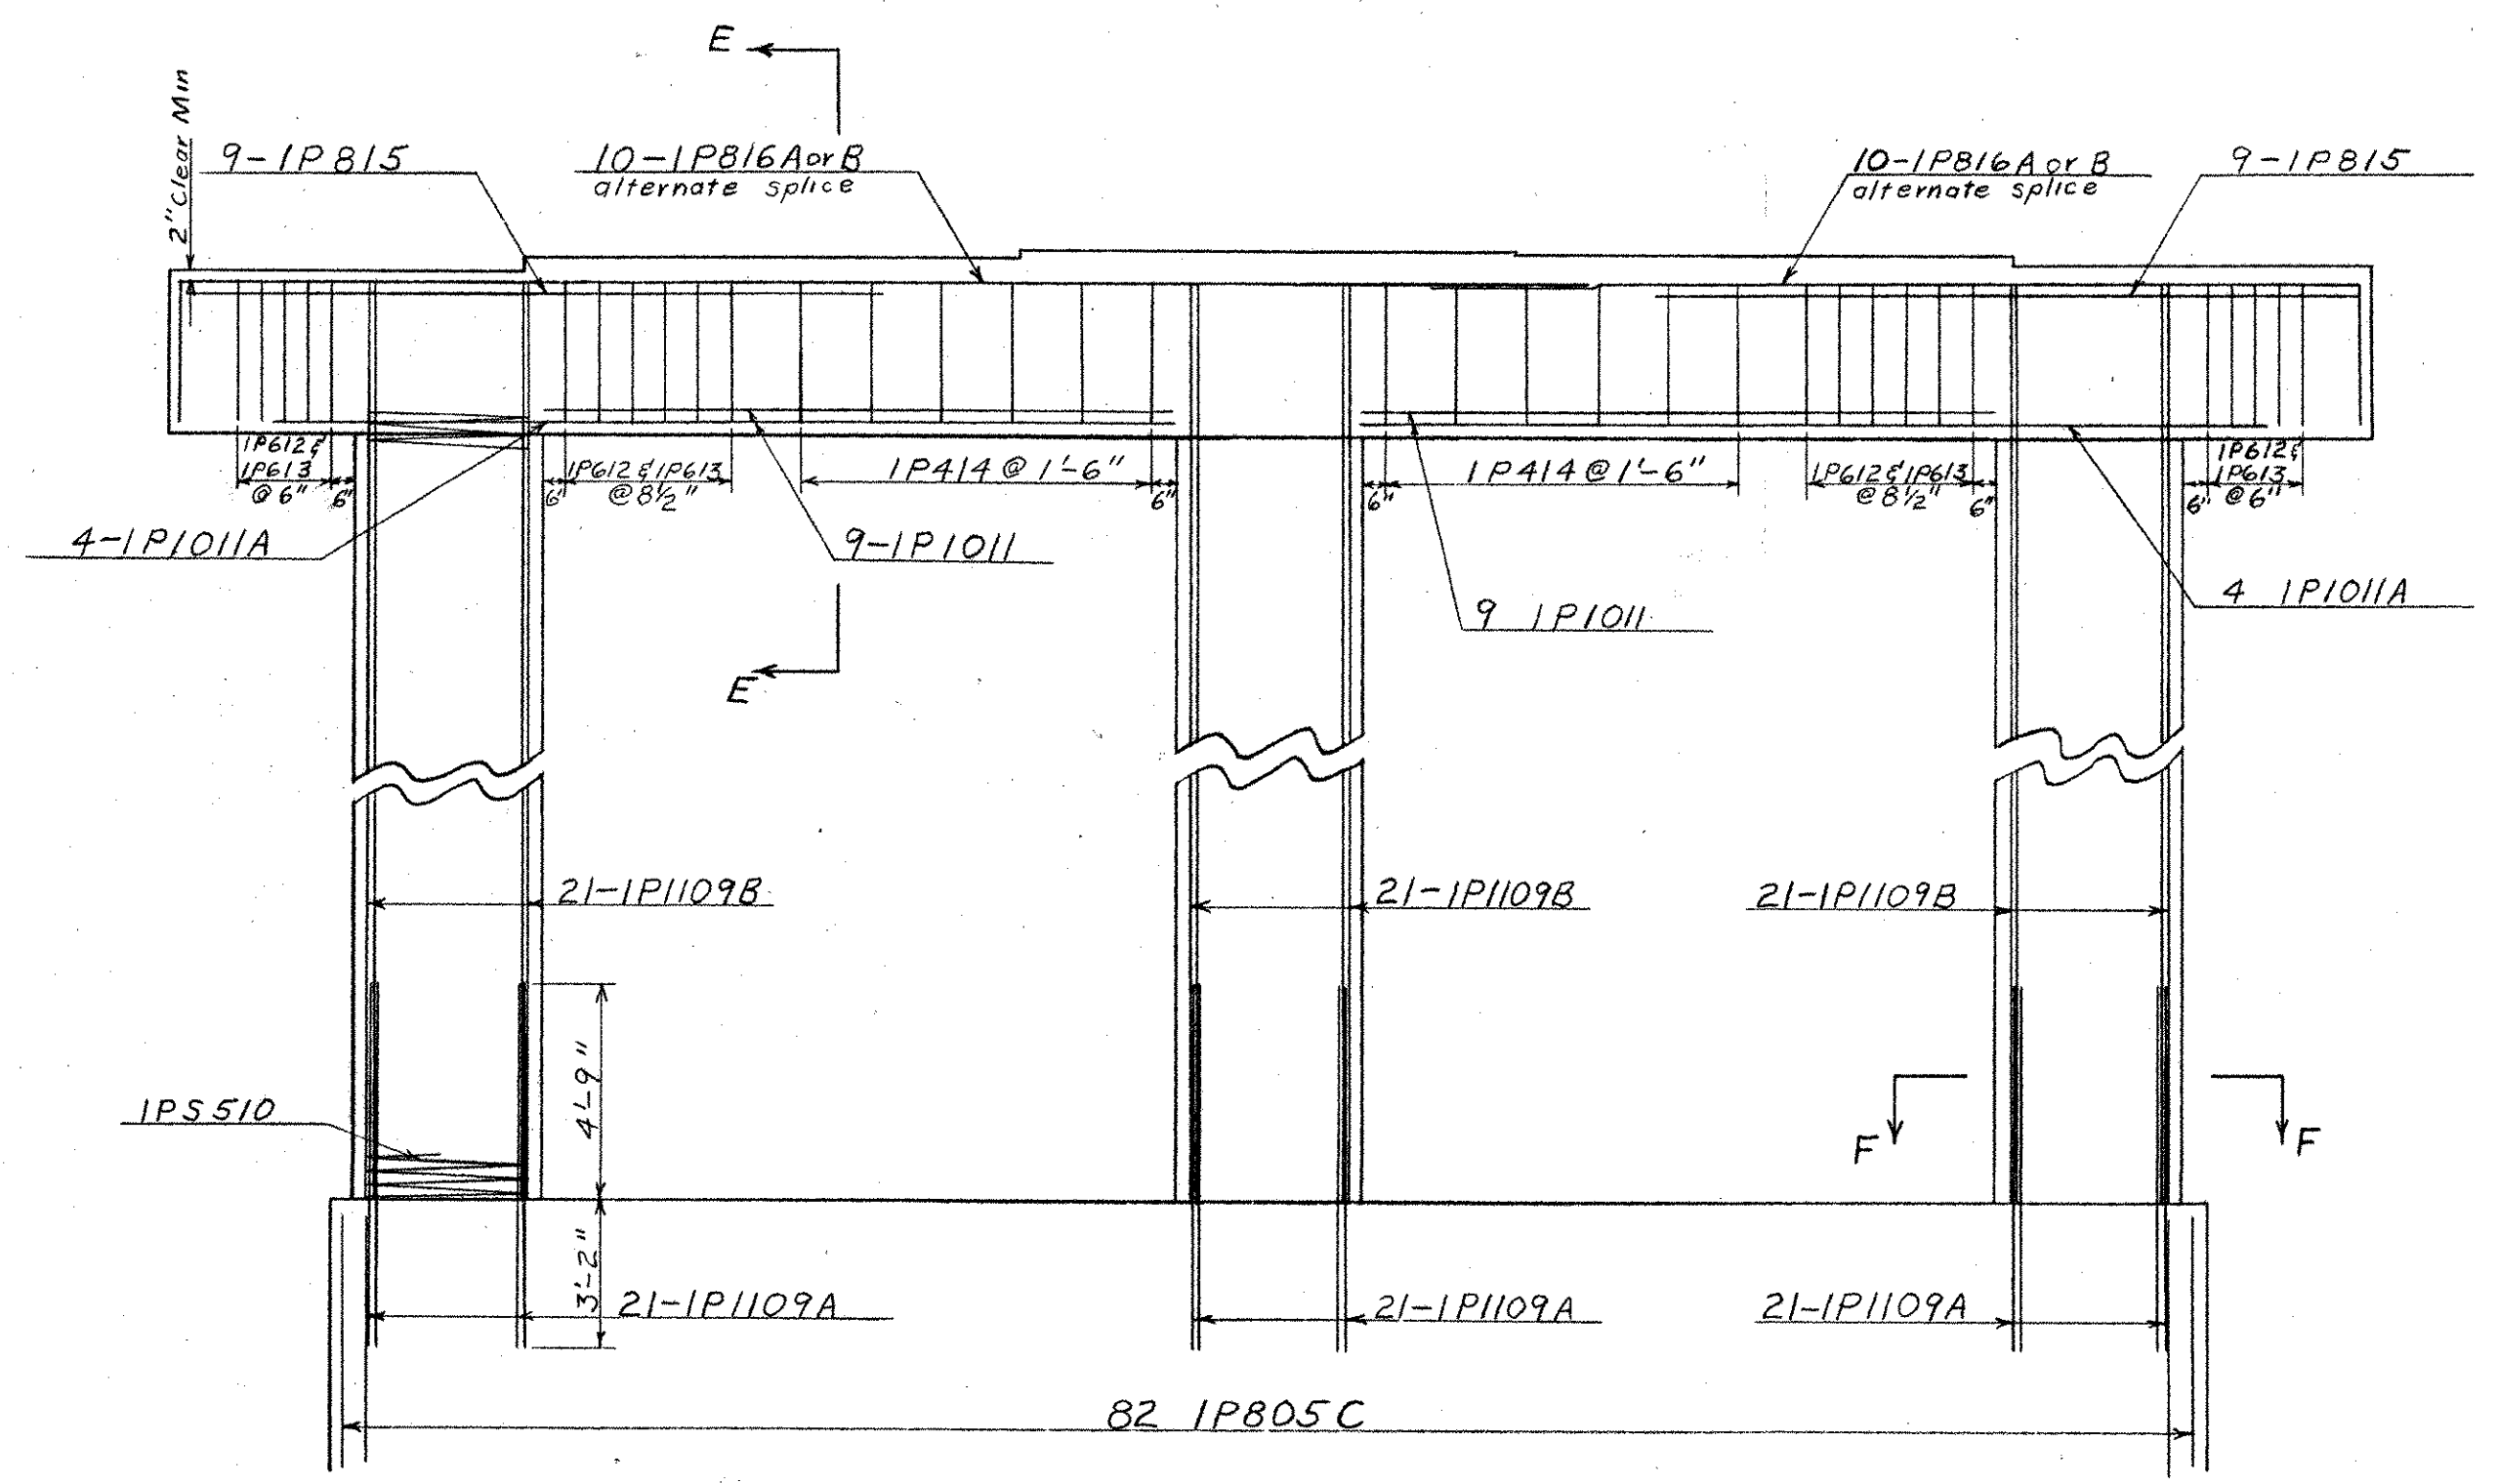 E
2" Clear Min
9-1P815
10-1P816 A or B
alternate splice
10-1P816 A or B
alternate splice
9-1P815
1P612 &
1P613
@ 6"
6"
6"
1P612 & 1P613
@ 8½"
1P414 @ 1'-6"
6"
6"
1P414 @ 1'-6"
1P612 & 1P613
@ 8½"
6"
6"
1P612 &
1P613
@ 6"
4-1P1011A
9-1P1011
9 1P1011
4 1P1011A
E
21-1P1109B
21-1P1109B
21-1P1109B
4'-9"
1PS510
F
F
3'-2"
21-1P1109A
21-1P1109A
21-1P1109A
82 1P805C